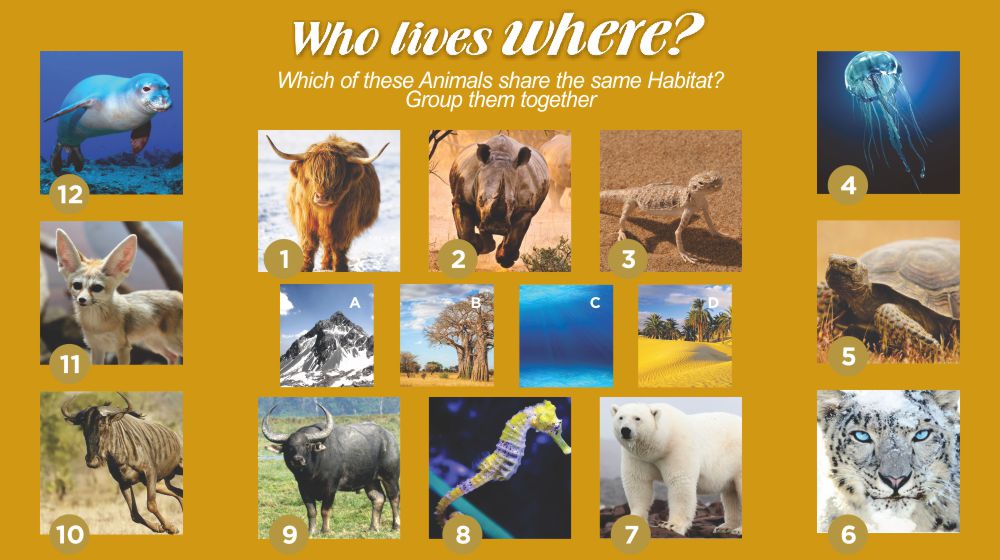 Who lives where?
Which of these Animals share the same Habitat?
Group them together
12
4
1
2
3
A
B
C
D
11
5
10
9
8
7
6